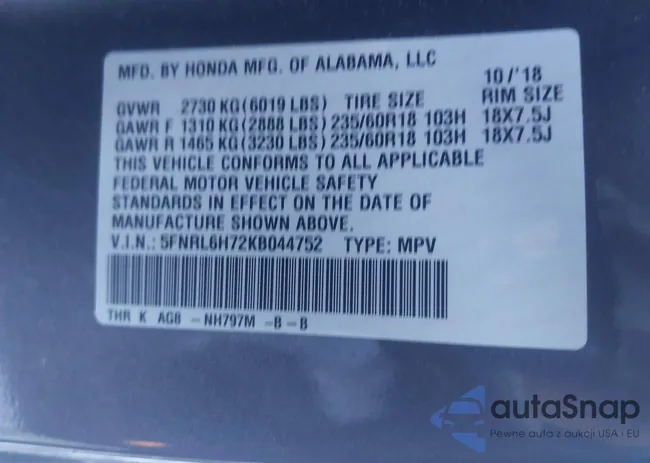 MFD. BY HONDA MFG. OF ALABAMA, LLC
10/'18
GVWR 2730 KG(6019 LBS) TIRE SIZE RIM SIZE
GAWR F 1310 KG(2888 LBS) 235/60R18 103H 18X7.5J
GAWR R 1465 KG(3230 LBS) 235/60R18 103H 18X7.5J
THIS VEHICLE CONFORMS TO ALL APPLICABLE
FEDERAL MOTOR VEHICLE SAFETY
STANDARDS IN EFFECT ON THE DATE OF
MANUFACTURE SHOWN ABOVE.
V.I.N.: 5FNRL6H72KB044752 TYPE: MPV
THR K AG8 - NH797M -B-B
autaSnap
Pewne auta z aukcji USA i EU